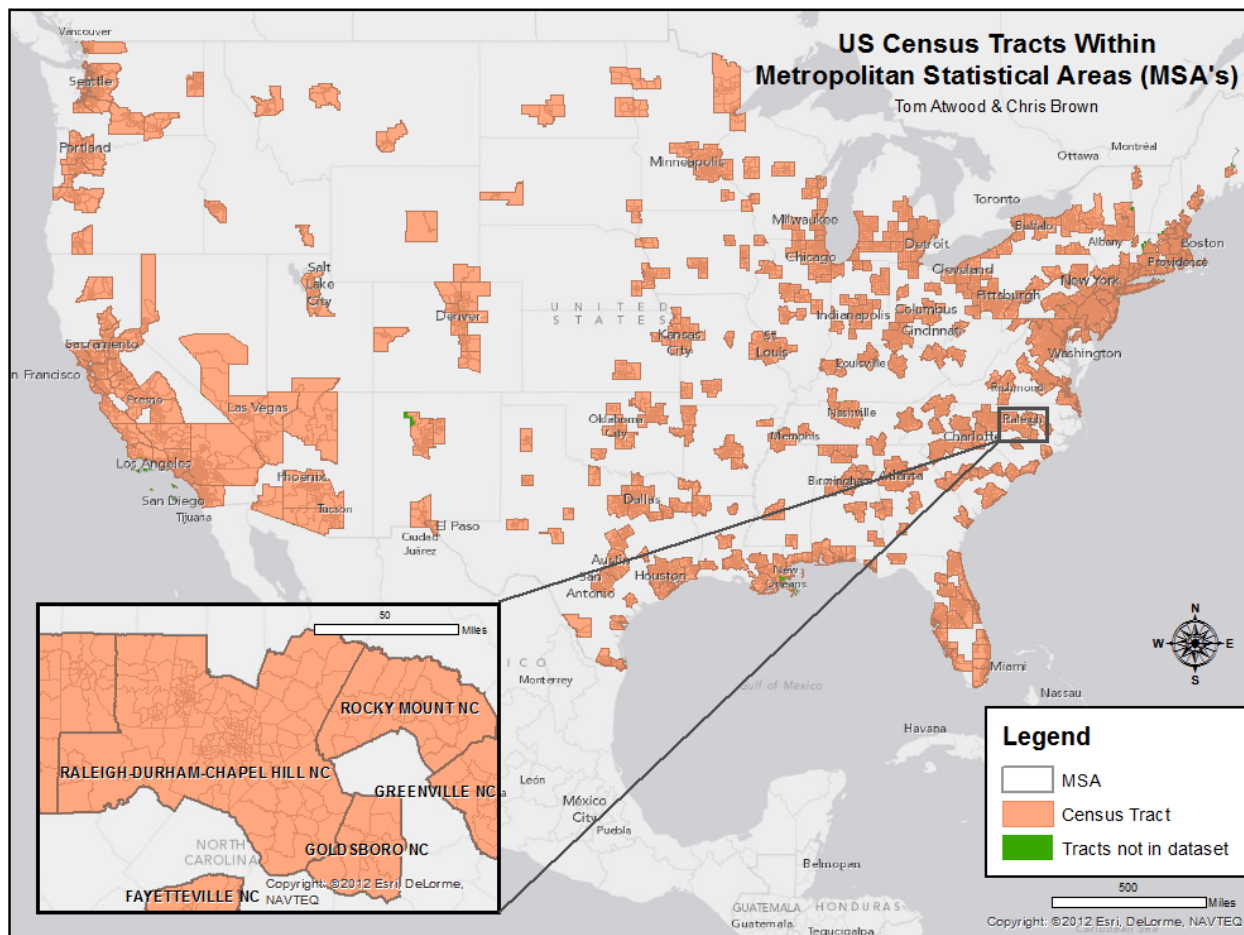 US Census Tracts Within
Metropolitan Statistical Areas (MSA's)
Tom Atwood & Chris Brown
Vancouver
Seattle
Portland
Minneapolis
Ottawa
Montréal
Toronto
Milwaukee
Buffalo
Albany
Boston
Detroit
Chicago
Cleveland
Providence
New York
Pittsburgh
Salt
Lake
City
Denver
UNITED
STATES
Kansas
City
St
Louis
Indianapolis
Columbus
Cincinnat
Washington
Louisville
Richmond
Sacramento
n Francisco
Fresno
Las Vegas
Oklahoma
City
Nashville
Raleigh
Memphis
Charlotte
Los Angeles
San Diego
Tijuana
Phoenix
Tucson
El Paso
Ciudad
Juárez
Dallas
Birmingham
Atlanta
Austin
San
Antonio
Houston
New
Orleans
Miami
Nassau
Gulf of Mexico
Havana
ICO
Monterrey
León
México
City
Puebla
Belmopan
HONDURAS
GUATEMALA
Guatemala
Tegucigalpa
Caribbean Sea
N
W
E
S
50
Miles
ROCKY MOUNT NC
RALEIGH-DURHAM-CHAPEL HILL NC
GREENVILLE NC
GOLDSBORO NC
NORTH
CAROLINA
FAYETTEVILLE NC
Copyright: ©2012 Esri, DeLorme,
NAVTEQ
Legend
MSA
Census Tract
Tracts not in dataset
500
Miles
Copyright: ©2012 Esri, DeLorme, NAVTEQ